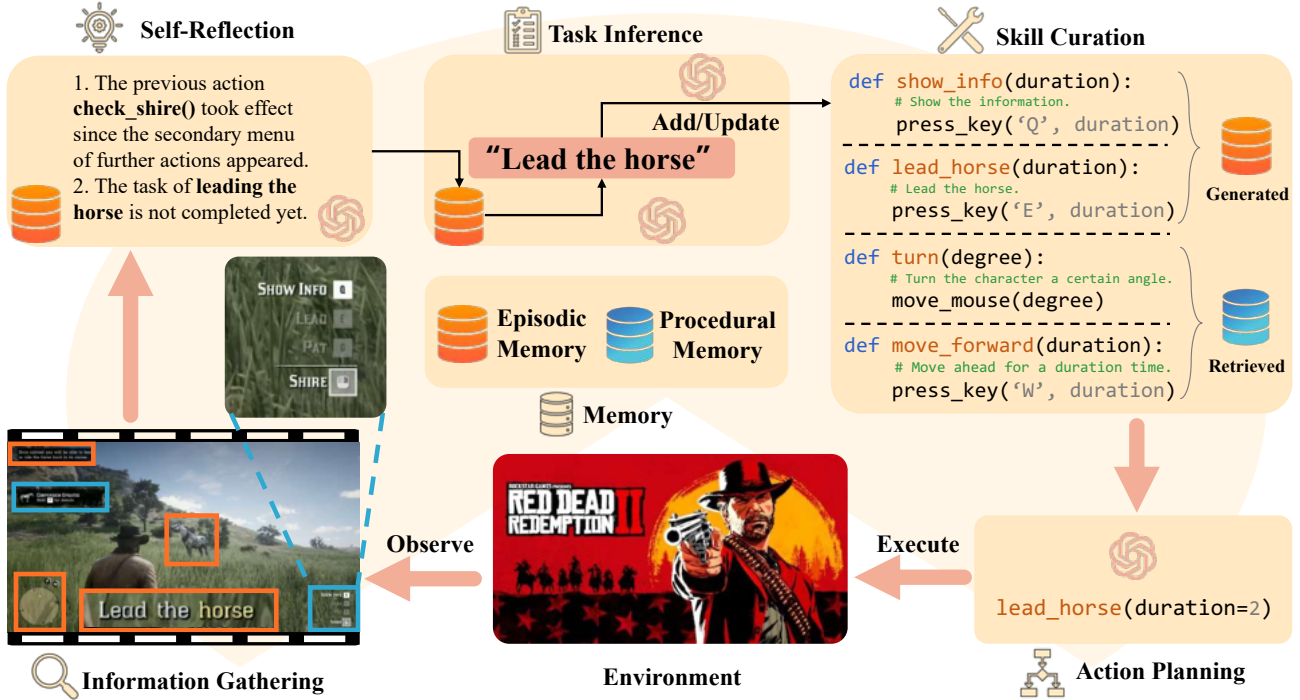 Self-Reflection
1. The previous action
check_shire() took effect
since the secondary menu
of further actions appeared.
2. The task of leading the
horse is not completed yet.
Task Inference
Add/Update
“Lead the horse”
Skill Curation
def show_info(duration):
# Show the information.
press_key(‘Q’, duration)
def lead_horse(duration):
# Lead the horse.
press_key(‘E’, duration)
Generated
def turn(degree):
# Turn the character a certain angle.
move_mouse(degree)
def move_forward(duration):
# Move ahead for a duration time.
press_key(‘W’, duration)
Retrieved
SHOW INFO Q
LEAD E
PAT
SHIRE
Episodic
Memory
Procedural
Memory
Memory
Lead the horse
Information Gathering
Observe
ROCKSTAR GAMES PRESENTS
RED DEAD
REDEMPTION II
Environment
Execute
lead_horse(duration=2)
Action Planning